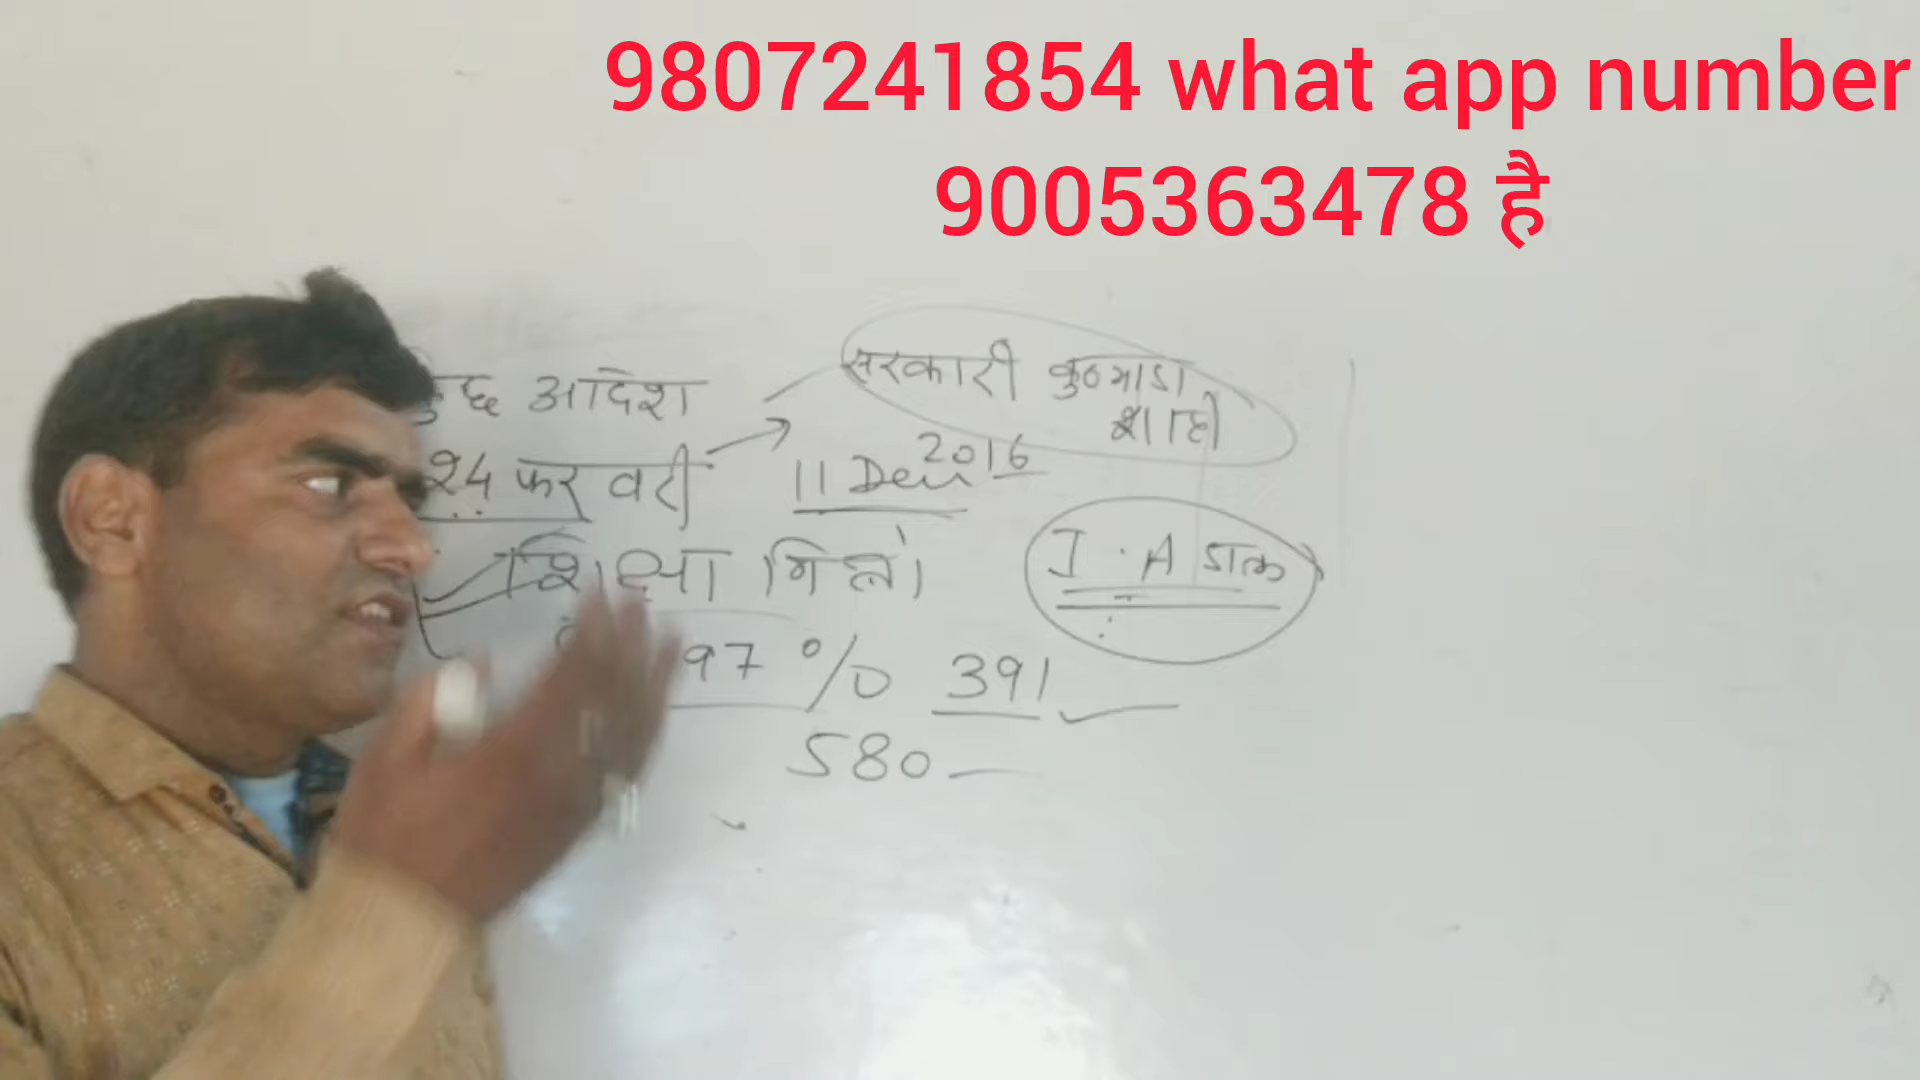 9807241854 what app number
9005363478 है
कुछ आदेश
सरकारी
शाही
24 फरवरी
11 Dec 2016
शिक्षा मित्रो
I.A डाल
97 % 391
580